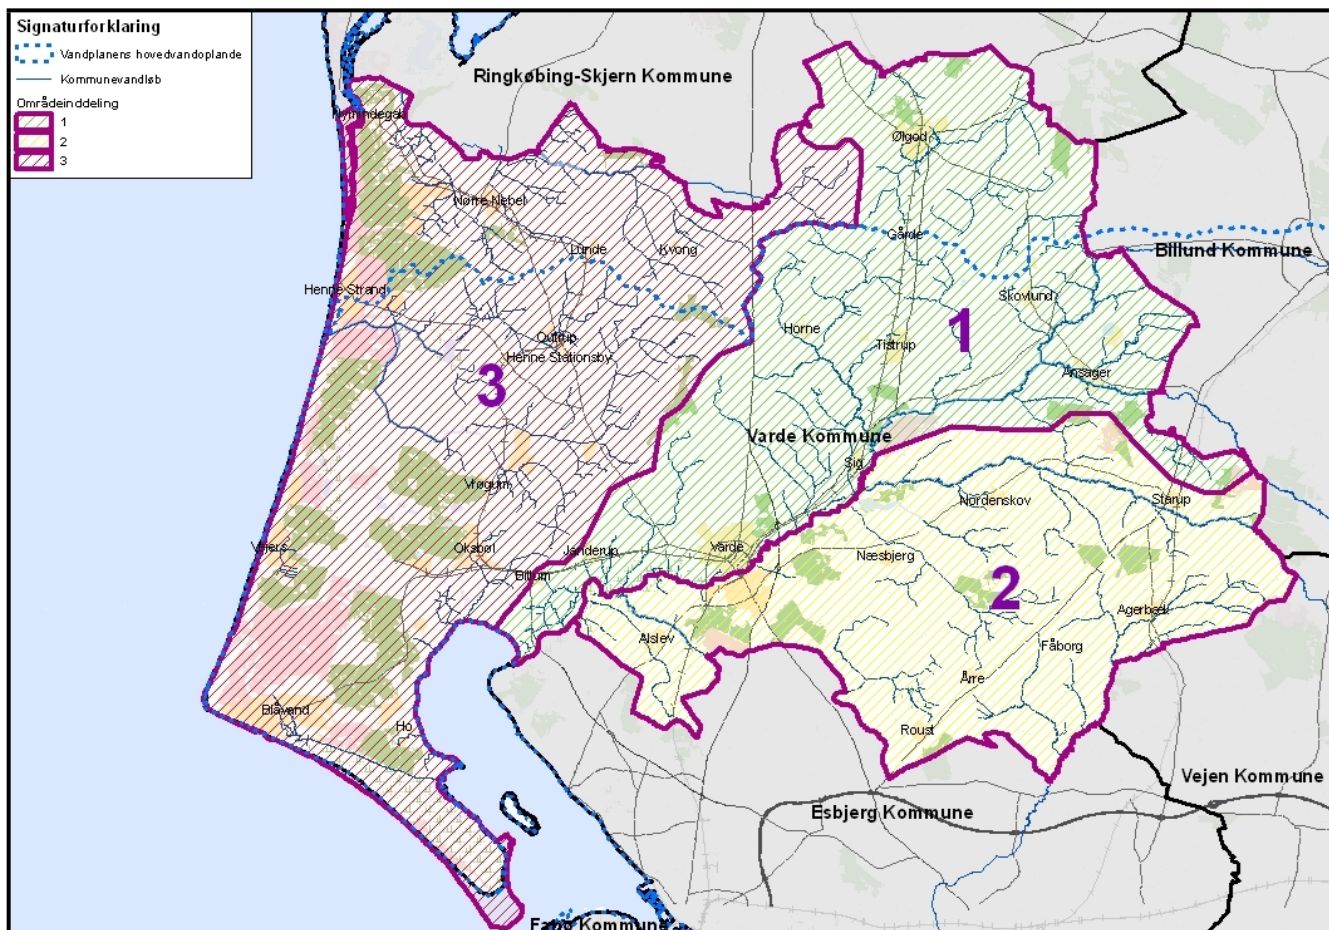 Signaturforklaring
Vandplanens hovedvandoplande
Kommunevandløb
Områdeinddeling
1
2
3
Ringkøbing-Skjern Kommune
Nymindegab
Ølgod
Nørre Nebel
Gårde
Lunde
Kvong
Billund Kommune
Henne Strand
Skovlund
Horne
1
Outrup
Tistrup
Henne Stationsby
Ansager
3
Varde Kommune
Sig
Vrøgum
Nordenskov
Starup
Vejers
Oksbøl
Janderup
Varde
Næsbjerg
Billum
2
Agerbæk
Alslev
Fåborg
Årre
Blåvand
Ho
Roust
Vejen Kommune
Esbjerg Kommune
Fanø Kommune